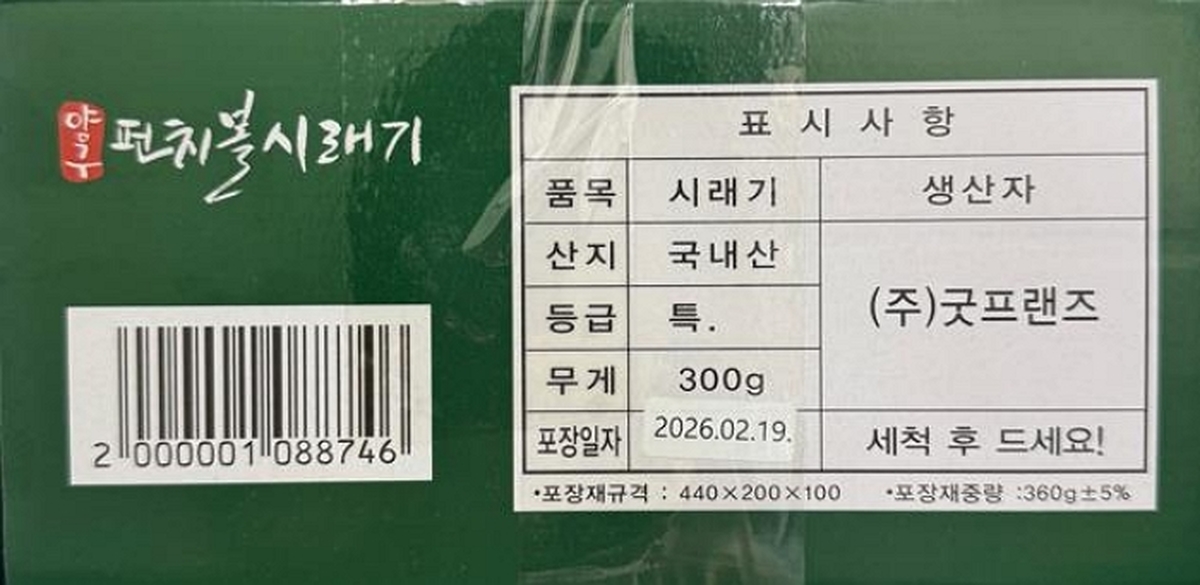 양구 펀치볼시래기
2 000001 088746
표시사항
품목 시래기 생산자
산지 국내산
(주)굿프랜즈
등급 특.
무게 300g
포장일자 2026.02.19. 세척 후 드세요!
•포장재규격 : 440×200×100 •포장재중량 :360g±5%